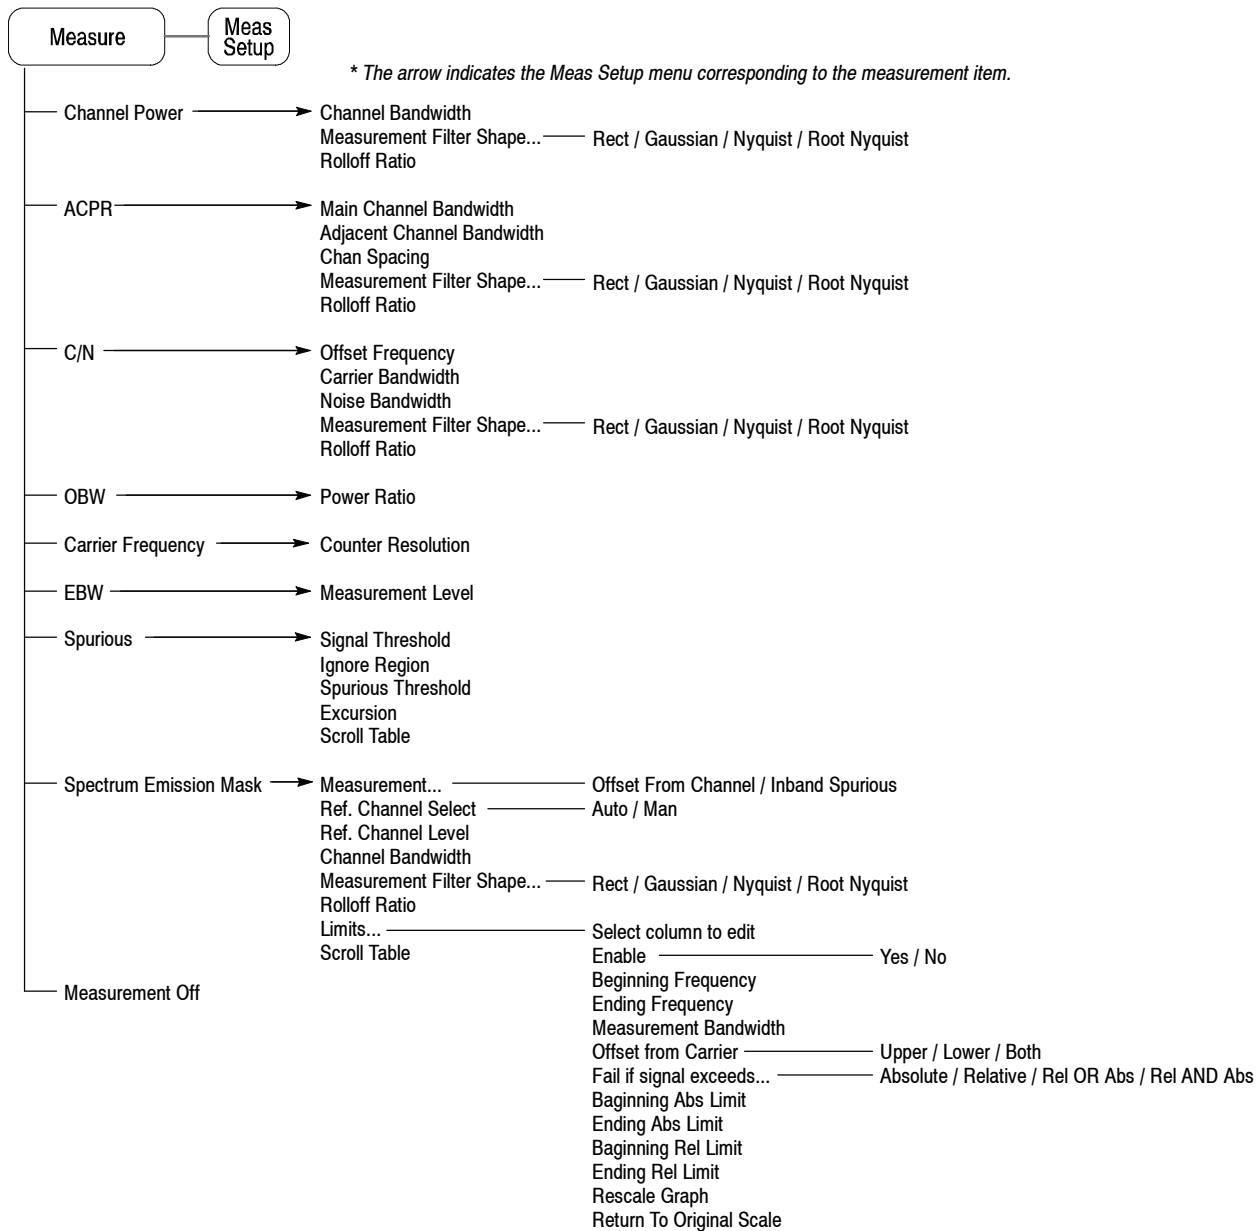 Measure
Meas
Setup
* The arrow indicates the Meas Setup menu corresponding to the measurement item.
Channel Power
Channel Bandwidth
Measurement Filter Shape...
Rect / Gaussian / Nyquist / Root Nyquist
Rolloff Ratio
ACPR
Main Channel Bandwidth
Adjacent Channel Bandwidth
Chan Spacing
Measurement Filter Shape...
Rect / Gaussian / Nyquist / Root Nyquist
Rolloff Ratio
C/N
Offset Frequency
Carrier Bandwidth
Noise Bandwidth
Measurement Filter Shape...
Rect / Gaussian / Nyquist / Root Nyquist
Rolloff Ratio
OBW
Power Ratio
Carrier Frequency
Counter Resolution
EBW
Measurement Level
Spurious
Signal Threshold
Ignore Region
Spurious Threshold
Excursion
Scroll Table
Spectrum Emission Mask
Measurement...
Offset From Channel / Inband Spurious
Ref. Channel Select
Auto / Man
Ref. Channel Level
Channel Bandwidth
Measurement Filter Shape...
Rect / Gaussian / Nyquist / Root Nyquist
Rolloff Ratio
Limits...
Select column to edit
Scroll Table
Enable
Yes / No
Beginning Frequency
Ending Frequency
Measurement Off
Measurement Bandwidth
Offset from Carrier
Upper / Lower / Both
Fail if signal exceeds...
Absolute / Relative / Rel OR Abs / Rel AND Abs
Baginning Abs Limit
Ending Abs Limit
Baginning Rel Limit
Ending Rel Limit
Rescale Graph
Return To Original Scale